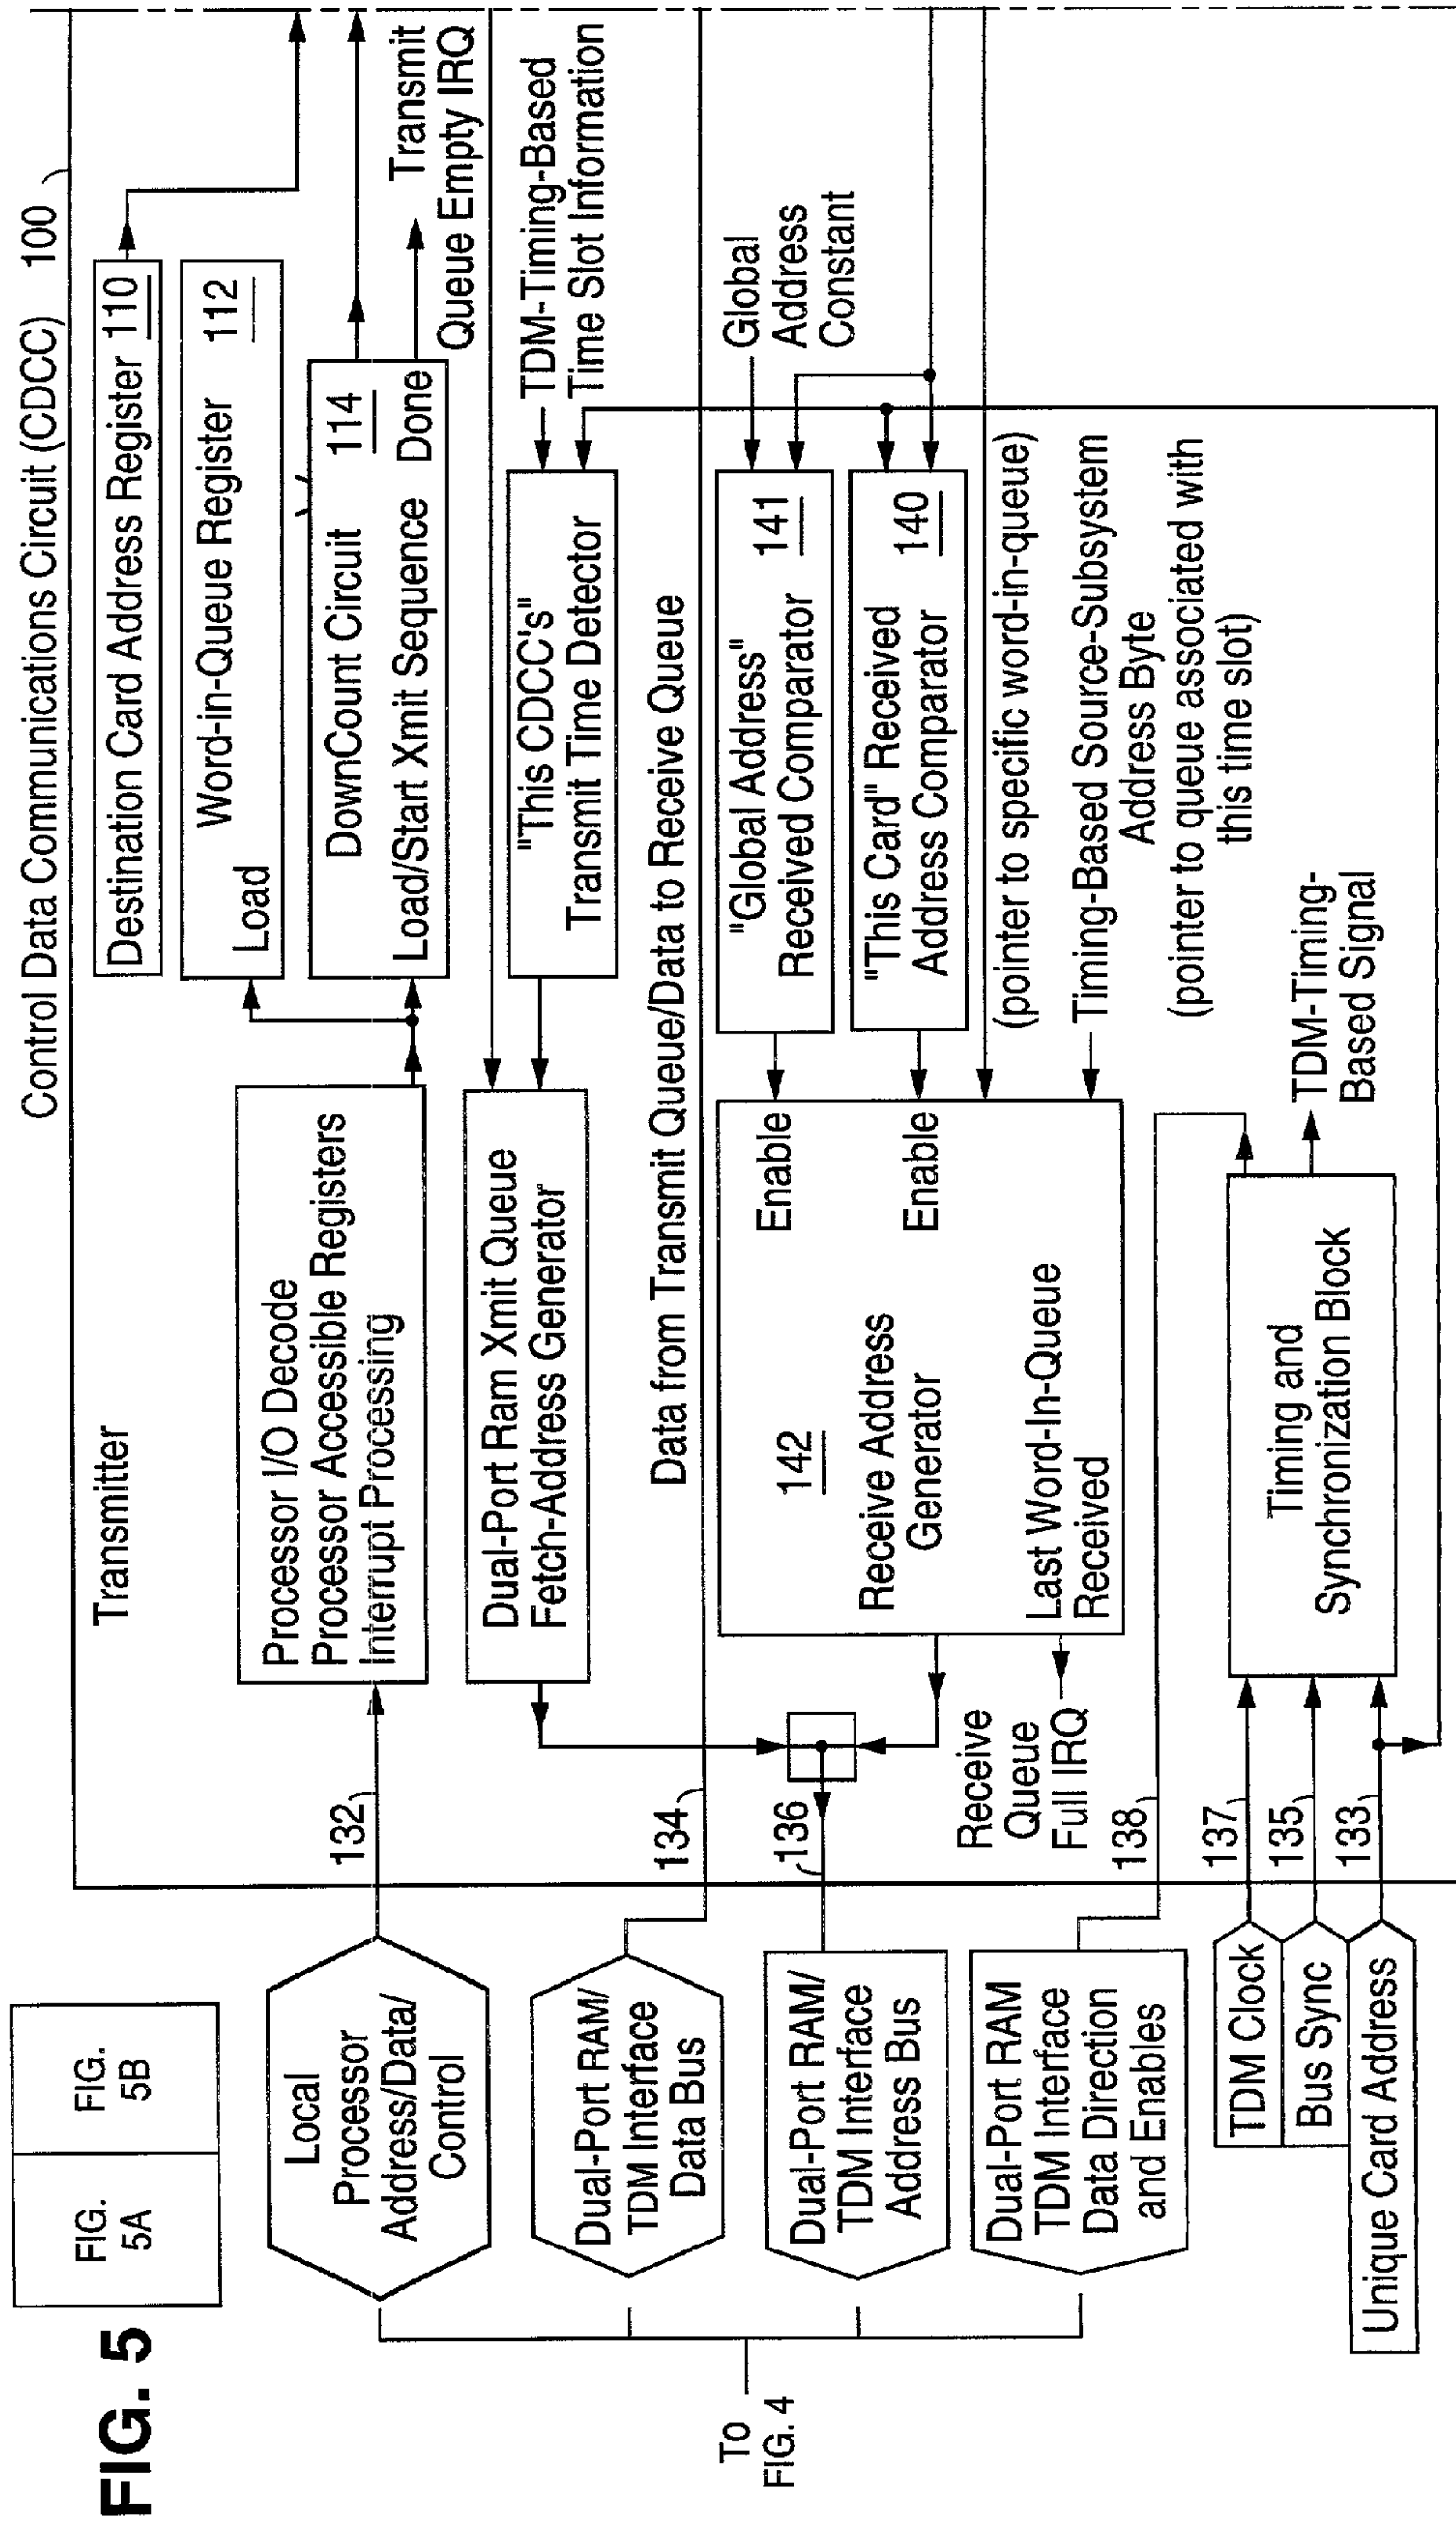 FIG. 5
FIG.
5A
FIG.
5B
Control Data Communications Circuit (CDCC) 100
Transmitter
Destination Card Address Register 110
Word-in-Queue Register 112
Load
DownCount Circuit 114
Load/Start Xmit Sequence Done
Transmit
Queue Empty IRQ
Local
Processor
Address/Data/
Control
132
Processor I/O Decode
Processor Accessible Registers
Interrupt Processing
Dual-Port Ram Xmit Queue
Fetch-Address Generator
"This CDCC's"
Transmit Time Detector
TDM-Timing-Based
Time Slot Information
Dual-Port RAM/
TDM Interface
Data Bus
134
Data from Transmit Queue/Data to Receive Queue
To
FIG. 4
Dual-Port RAM/
TDM Interface
Address Bus
136
142
Receive Address
Generator
Enable
Enable
Last Word-In-Queue
Received
"Global Address"
Received Comparator 141
Global
Address
Constant
"This Card" Received
Address Comparator 140
Receive
Queue
Full IRQ
(pointer to specific word-in-queue)
Timing-Based Source-Subsystem
Address Byte
(pointer to queue associated with
this time slot)
Dual-Port RAM
TDM Interface
Data Direction
and Enables
138
TDM Clock
137
Bus Sync
135
Unique Card Address
133
Timing and
Synchronization Block
TDM-Timing-
Based Signal